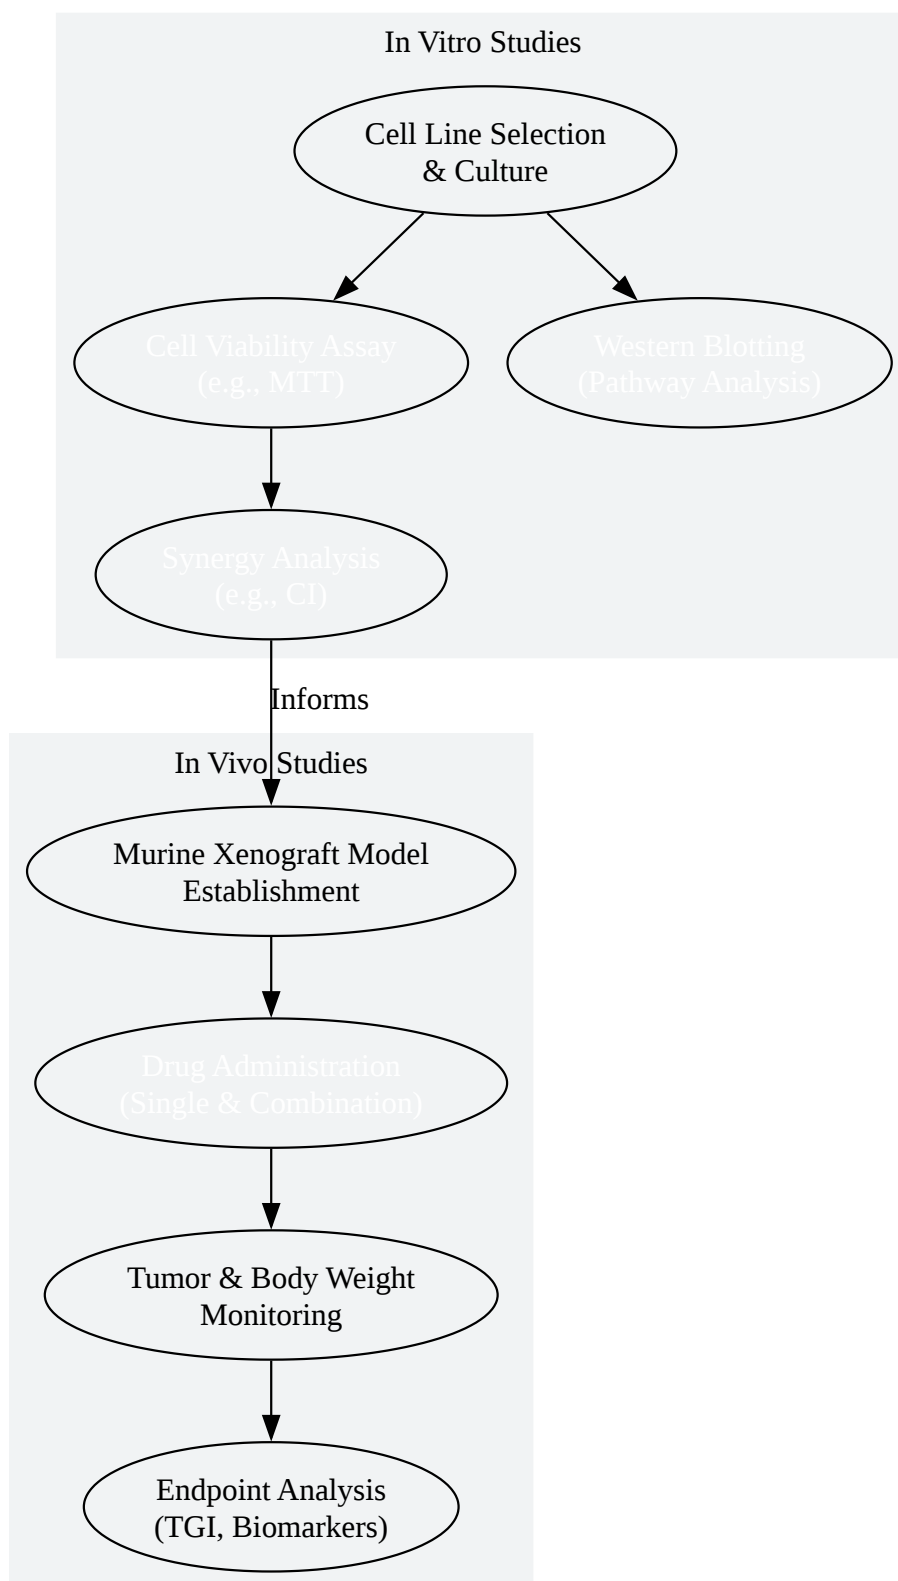 In Vitro Studies
Cell Line Selection
& Culture
Cell Viability Assay
(e.g., MTT)
Western Blotting
(Pathway Analysis)
Synergy Analysis
(e.g., CI)
Informs
In Vivo Studies
Murine Xenograft Model
Establishment
Drug Administration
(Single & Combination)
Tumor & Body Weight
Monitoring
Endpoint Analysis
(TGI, Biomarkers)